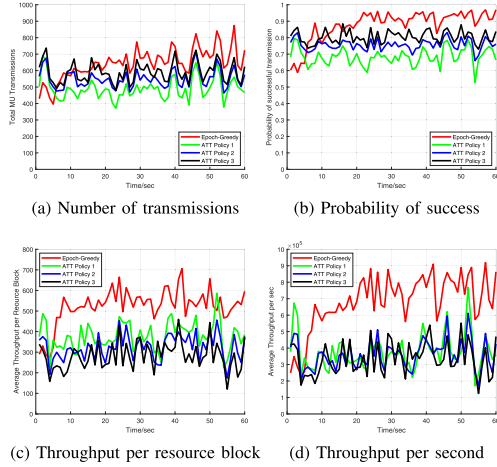 1000
900
800
700
600
500
400
300
200
100
0
Total MU Transmissions
0 10 20 30 40 50 60
Time/sec
Epoch-Greedy
ATT Policy 1
ATT Policy 2
ATT Policy 3
(a) Number of transmissions
1
0.9
0.8
0.7
0.6
0.5
0.4
0.3
0.2
0.1
0
Probability of successful transmission
0 10 20 30 40 50 60
Time/sec
Epoch-Greedy
ATT Policy 1
ATT Policy 2
ATT Policy 3
(b) Probability of success
800
700
600
500
400
300
200
100
0
Average Throughput per Resource Block
0 10 20 30 40 50 60
Time/sec
Epoch-Greedy
ATT Policy 1
ATT Policy 2
ATT Policy 3
(c) Throughput per resource block
×10⁵
10
9
8
7
6
5
4
3
2
1
0
Average Throughput per sec
0 10 20 30 40 50 60
Time/sec
Epoch-Greedy
ATT Policy 1
ATT Policy 2
ATT Policy 3
(d) Throughput per second